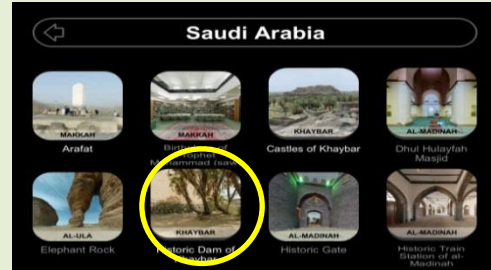 Saudi Arabia
MAKKAH
Arafat
MAKKAH
Birthplace of
Prophet
Muhammad (saw)
KHAYBAR
Castles of Khaybar
AL-MADINAH
Dhul Hulayfah
Masjid
AL-ULA
Elephant Rock
KHAYBAR
Historic Dam of
Khaybar
AL-MADINAH
Historic Gate
AL-MADINAH
Historic Train
Station of al-
Madinah